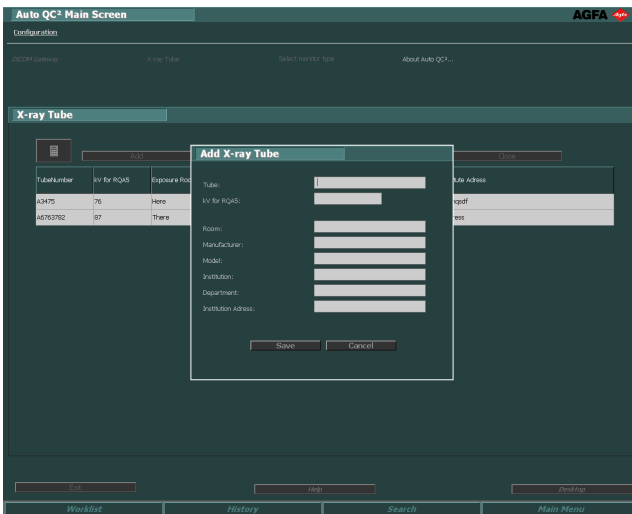 Auto QC² Main Screen
AGFA
Agfa
Configuration
DICOM Gateway X-ray Tube Select monitor type About Auto QC²...
X-ray Tube
Add Close
TubeNumber kV for RQA5 Exposure Roo tute Adress
A3475 76 Here nqsdf
A6763782 87 There ress
Add X-ray Tube
Tube:
kV for RQA5:
Room:
Manufacturer:
Model:
Institution:
Department:
Institution Adress:
Save Cancel
Exit Help Desktop
Worklist History Search Main Menu